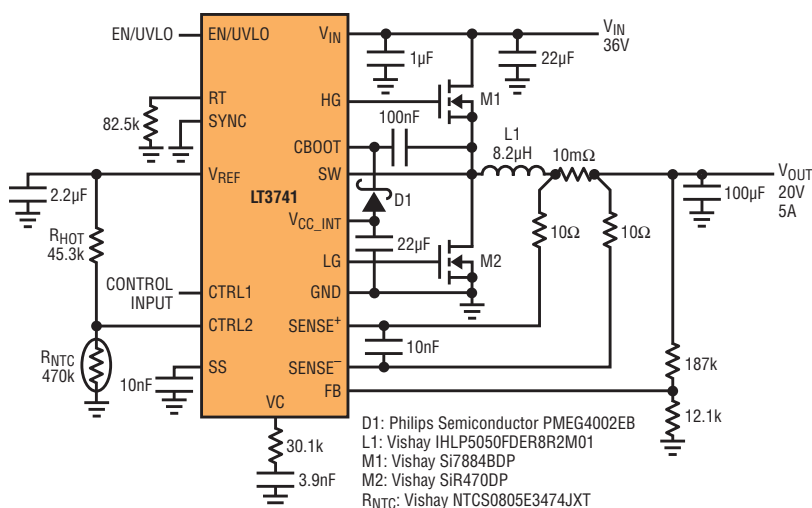 EN/UVLO
EN/UVLO
VIN
VIN
36V
1µF
22µF
RT
HG
M1
82.5k
SYNC
100nF
CBOOT
L1
8.2µH
10mΩ
VREF
SW
VOUT
20V
5A
2.2µF
LT3741
D1
100µF
RHOT
45.3k
VCC_INT
10Ω
10Ω
22µF
LG
M2
CONTROL
INPUT
CTRL1
GND
CTRL2
SENSE+
10nF
RNTC
470k
SS
SENSE–
187k
10nF
FB
VC
12.1k
30.1k
3.9nF
D1: Philips Semiconductor PMEG4002EB
L1: Vishay IHLP5050FDER8R2M01
M1: Vishay Si7884BDP
M2: Vishay SiR470DP
RNTC: Vishay NTCS0805E3474JXT